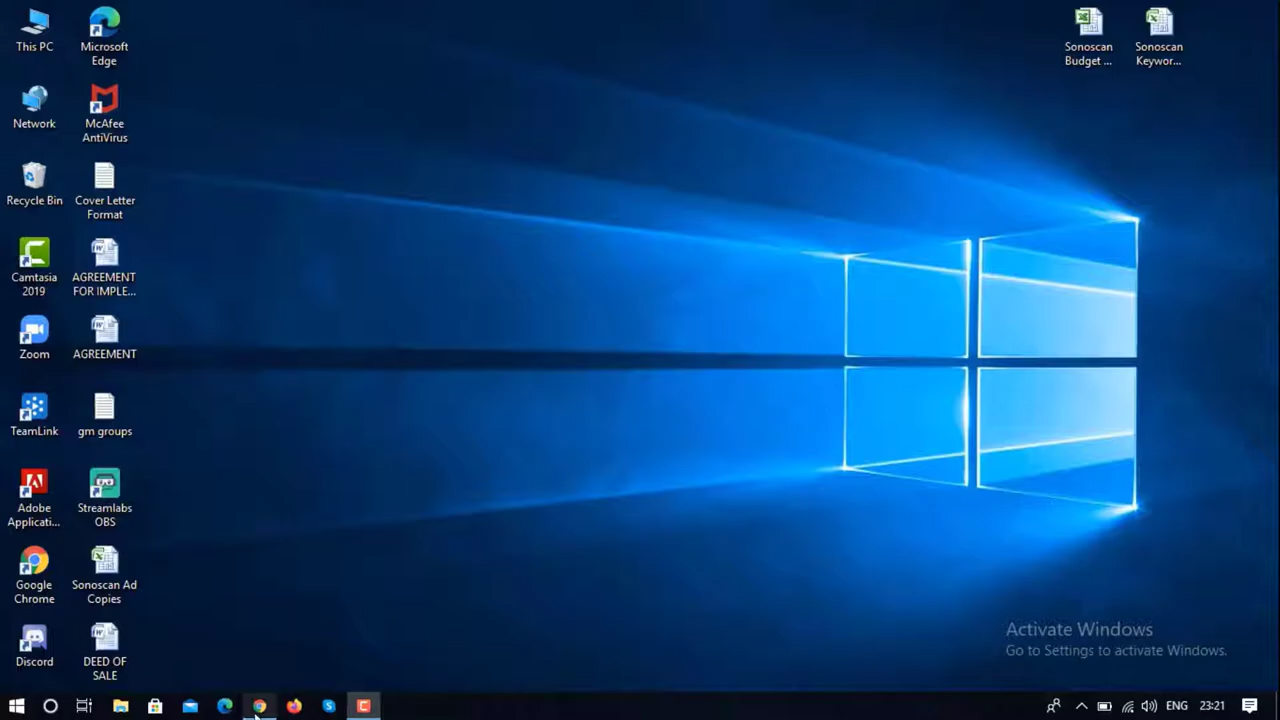 This PC
Microsoft
Edge
Sonoscan
Budget ...
Sonoscan
Keywor...
Network
McAfee
AntiVirus
Recycle Bin
Cover Letter
Format
Camtasia
2019
AGREEMENT
FOR IMPLE...
Zoom
AGREEMENT
TeamLink
gm groups
Adobe
Applicati...
Streamlabs
OBS
Google
Chrome
Sonoscan Ad
Copies
Discord
DEED OF
SALE
Activate Windows
Go to Settings to activate Windows.
ENG
23:21